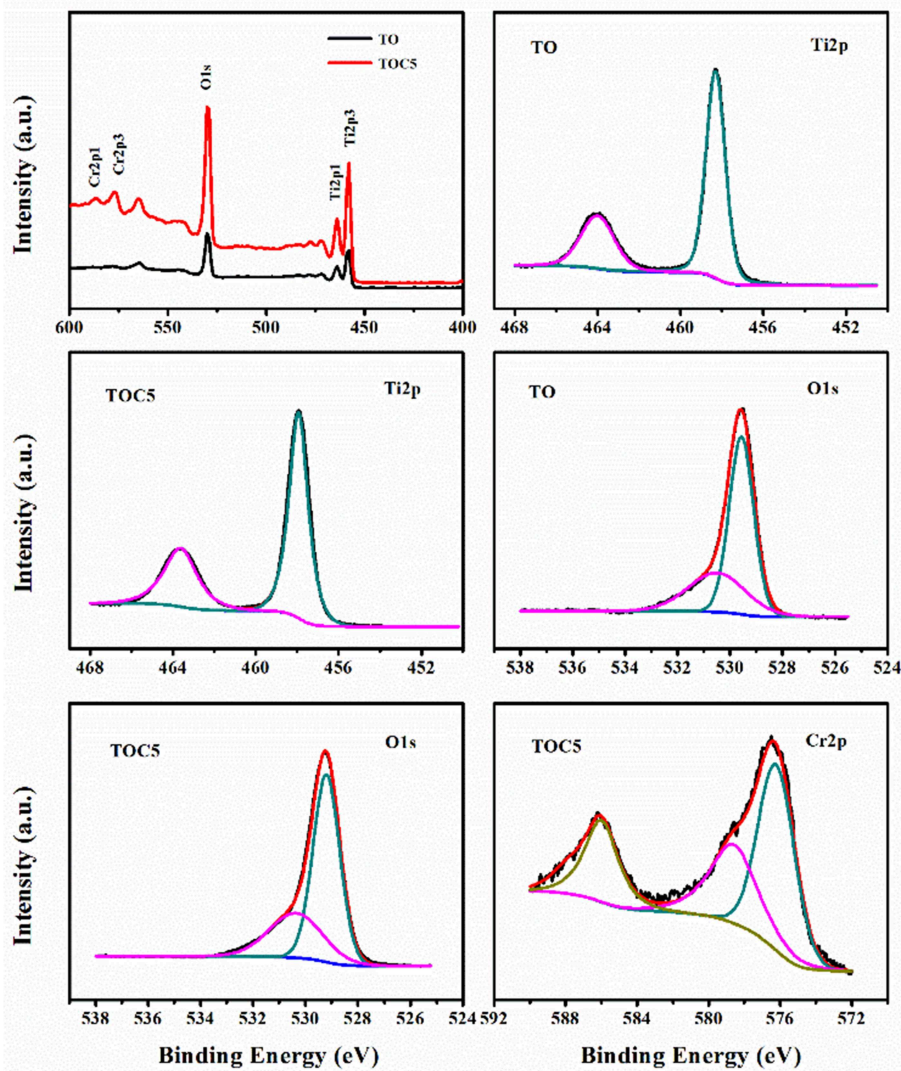 Intensity (a.u.)
TO
TOC5
Cr2p1
Cr2p3
O1s
Ti2p1
Ti2p3
600 550 500 450 400
TO Ti2p
468 464 460 456 452
Intensity (a.u.)
TOC5 Ti2p
468 464 460 456 452
TO O1s
538 536 534 532 530 528 526 524
Intensity (a.u.)
TOC5 O1s
538 536 534 532 530 528 526 524
Binding Energy (eV)
TOC5 Cr2p
592 588 584 580 576 572
Binding Energy (eV)